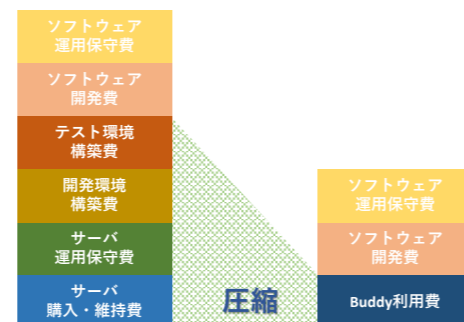 ソフトウェア
運用保守費
ソフトウェア
開発費
テスト環境
構築費
開発環境
構築費
サーバ
運用保守費
サーバ
購入・維持費
圧縮
ソフトウェア
運用保守費
ソフトウェア
開発費
Buddy利用費